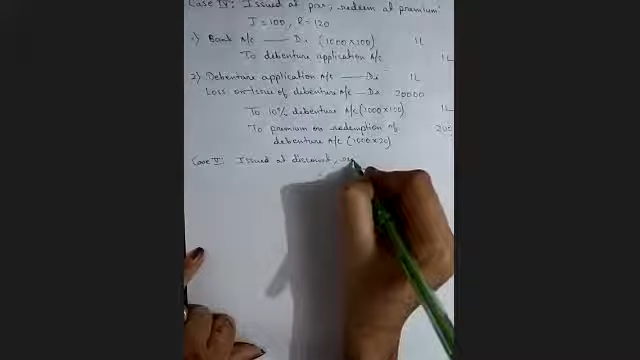 Case IV: Issued at par, redeem at premium.
I = 100, R = 120
1) Bank A/c —— Dr (1000×100) 1L
To debenture application A/c 1L
2) Debenture application A/c —— Dr 1L
Loss on Issue of debenture A/c — Dr 20000
To 10% debenture A/c (1000×100) 1L
To premium on redemption of 200
debenture A/c (1000×20)
Case V: Issued at discount,